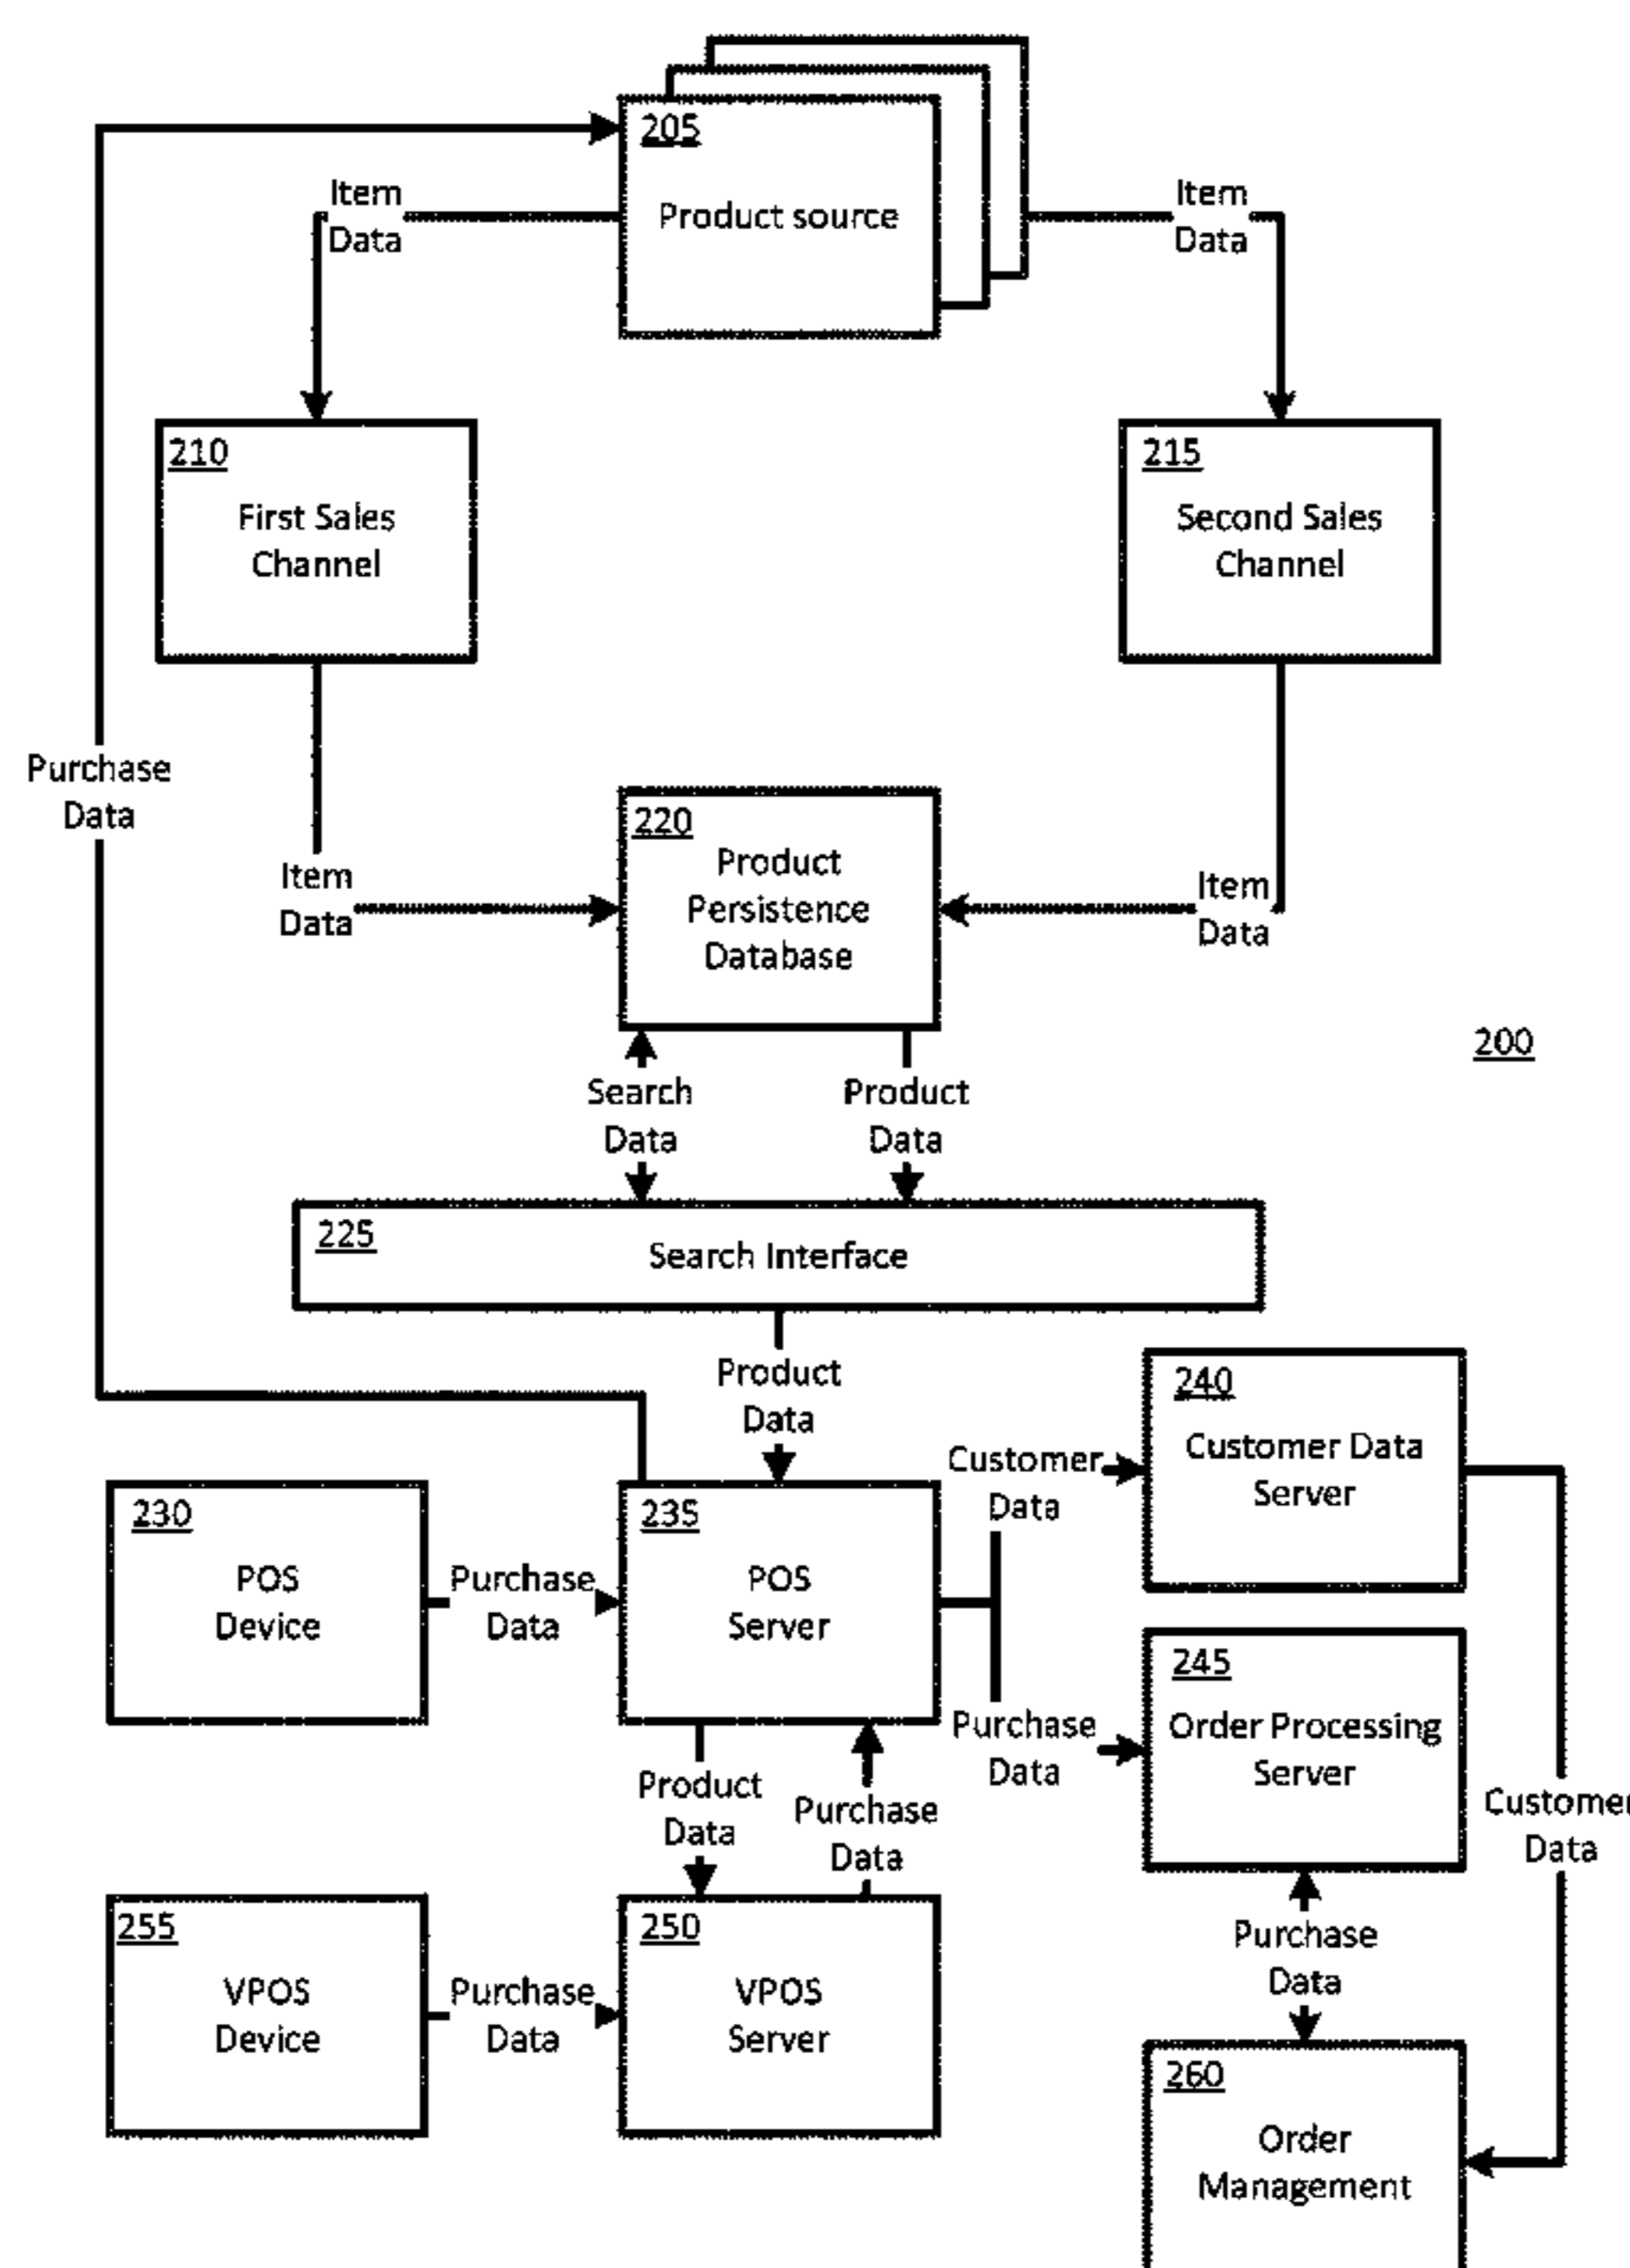 205
Product source
Item
Data
Item
Data
210
First Sales
Channel
215
Second Sales
Channel
Purchase
Data
Item
Data
220
Product
Persistence
Database
Item
Data
200
Search
Data
Product
Data
225
Search Interface
Product
Data
230
POS
Device
Purchase
Data
235
POS
Server
Customer
Data
240
Customer Data
Server
Purchase
Data
245
Order Processing
Server
Product
Data
Purchase
Data
Customer
Data
255
VPOS
Device
Purchase
Data
250
VPOS
Server
Purchase
Data
260
Order
Management